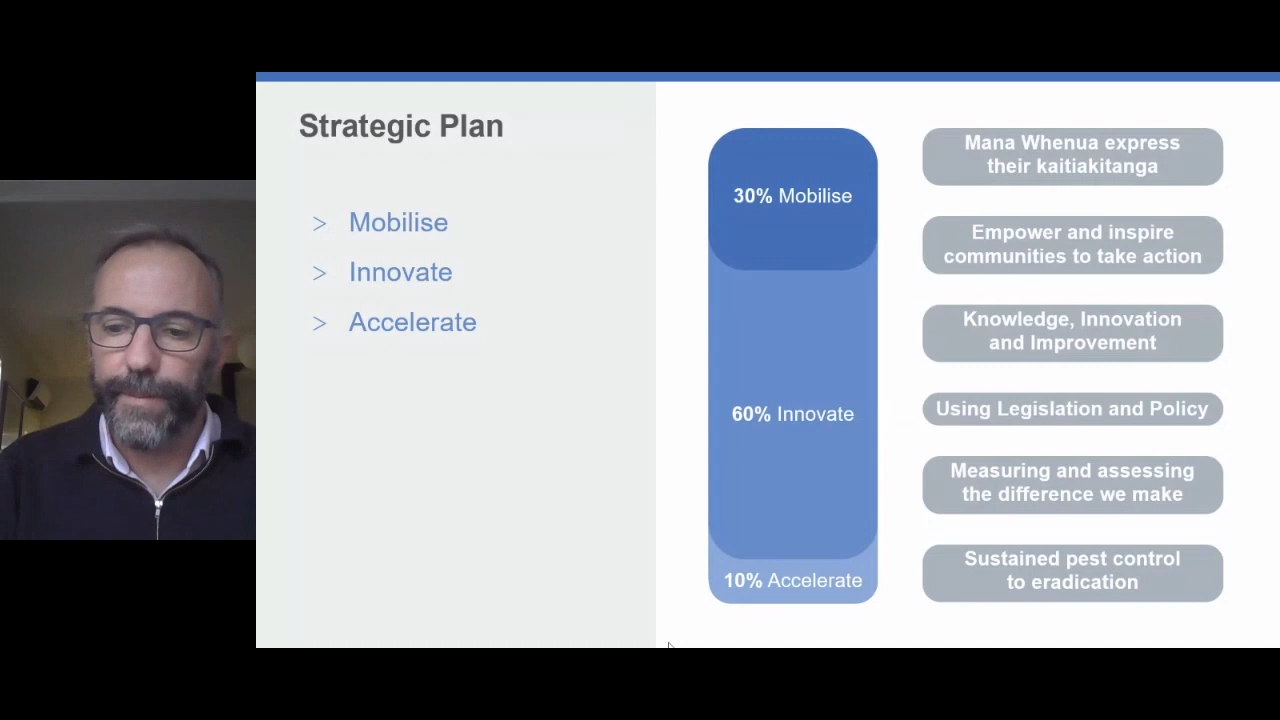 Strategic Plan
> Mobilise
> Innovate
> Accelerate
30% Mobilise
60% Innovate
10% Accelerate
Mana Whenua express
their kaitiakitanga
Empower and inspire
communities to take action
Knowledge, Innovation
and Improvement
Using Legislation and Policy
Measuring and assessing
the difference we make
Sustained pest control
to eradication